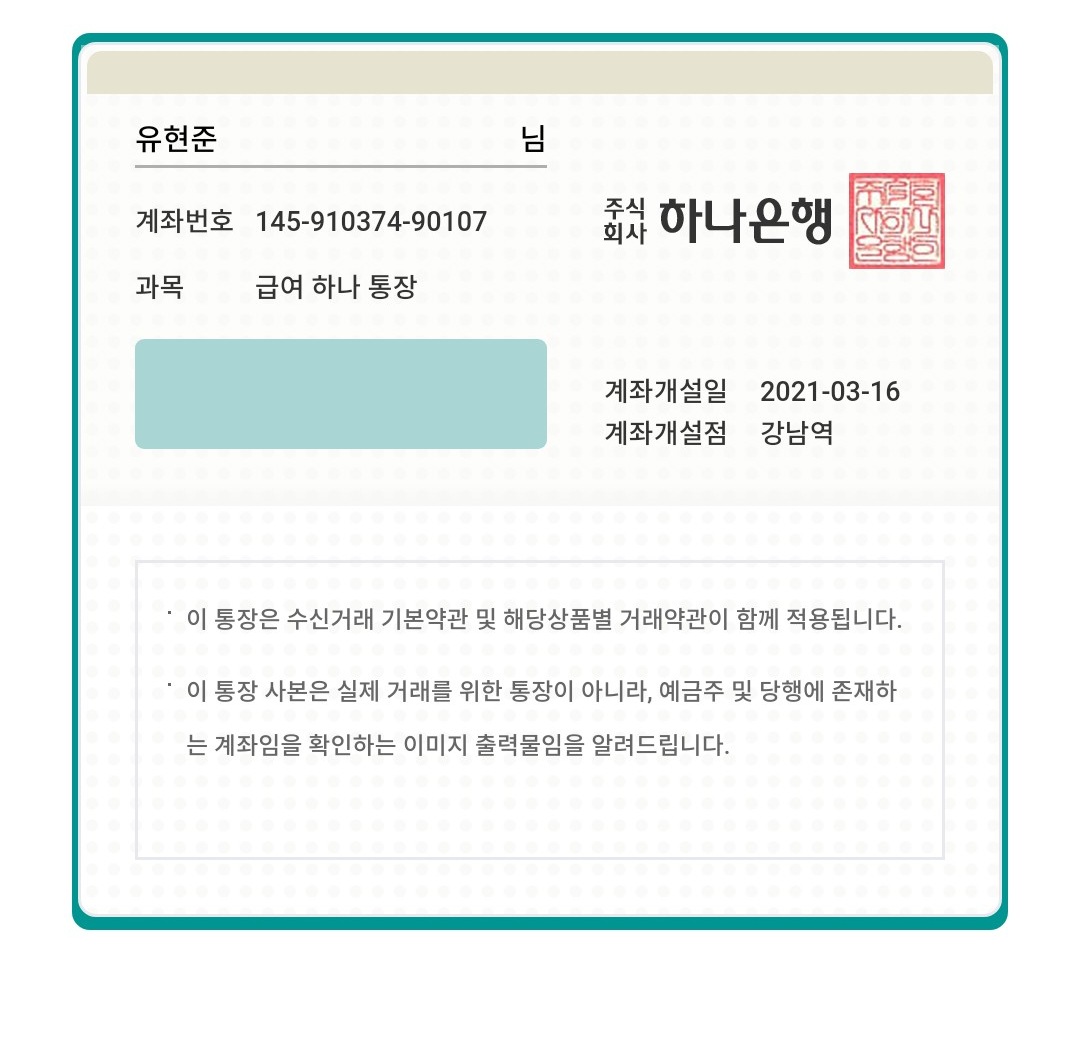 유현준 님
계좌번호 145-910374-90107
과목 급여 하나 통장
주식
회사 하나은행
계좌개설일 2021-03-16
계좌개설점 강남역
· 이 통장은 수신거래 기본약관 및 해당상품별 거래약관이 함께 적용됩니다.
· 이 통장 사본은 실제 거래를 위한 통장이 아니라, 예금주 및 당행에 존재하
는 계좌임을 확인하는 이미지 출력물임을 알려드립니다.